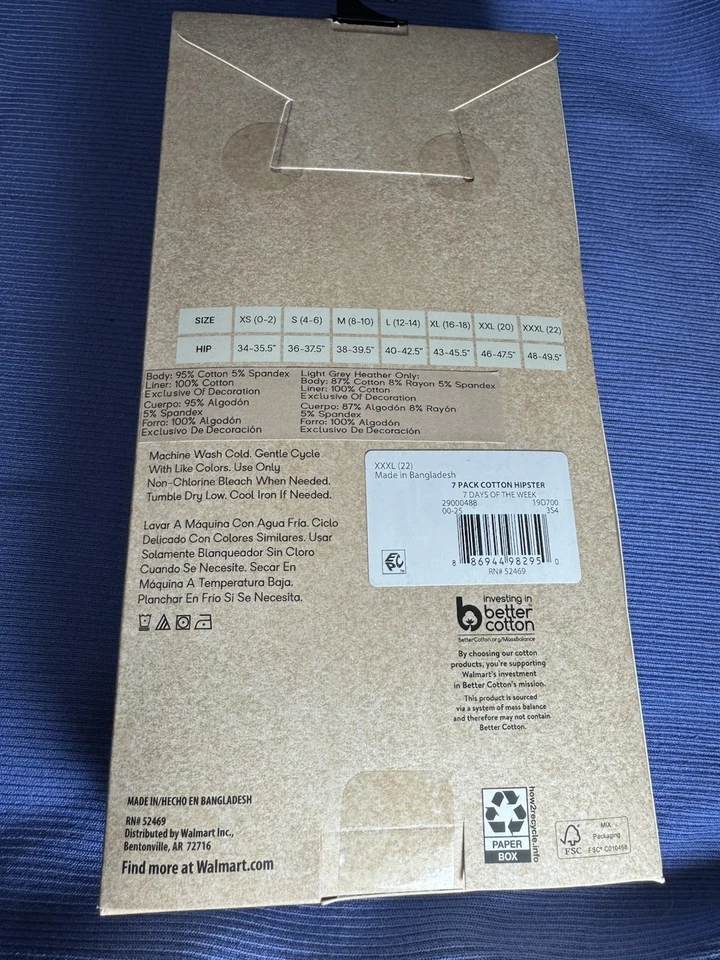 SIZE XS (0-2) S (4-6) M (8-10) L (12-14) XL (16-18) XXL (20) XXXL (22)
HIP 34-35.5" 36-37.5" 38-39.5" 40-42.5" 43-45.5" 46-47.5" 48-49.5"
Body: 95% Cotton 5% Spandex
Liner: 100% Cotton
Exclusive Of Decoration
Cuerpo: 95% Algodón
5% Spandex
Forro: 100% Algodón
Exclusivo De Decoración
Light Grey Heather Only:
Body: 87% Cotton 8% Rayon 5% Spandex
Liner: 100% Cotton
Exclusive Of Decoration
Cuerpo: 87% Algodón 8% Rayón
5% Spandex
Forro: 100% Algodón
Exclusivo De Decoración
Machine Wash Cold. Gentle Cycle
With Like Colors. Use Only
Non-Chlorine Bleach When Needed.
Tumble Dry Low. Cool Iron If Needed.
Lavar A Máquina Con Agua Fría. Ciclo
Delicado Con Colores Similares. Usar
Solamente Blanqueador Sin Cloro
Cuando Se Necesite. Secar En
Máquina A Temperatura Baja.
Planchar En Frío Si Se Necesita.
XXXL (22)
Made in Bangladesh
7 PACK COTTON HIPSTER
7 DAYS OF THE WEEK
29000488 19D700
00-25 354
8 86944 98295 0
RN# 52469
EPC
investing in
better
cotton™
BetterCotton.org/MassBalance
By choosing our cotton
products, you're supporting
Walmart's investment
in Better Cotton's mission.
This product is sourced
via a system of mass balance
and therefore may not contain
Better Cotton.
MADE IN/HECHO EN BANGLADESH
RN# 52469
Distributed by Walmart Inc.,
Bentonville, AR 72716
Find more at Walmart.com
PAPER
BOX
how2recycle.info
FSC
MIX
Packaging
FSC® C010468